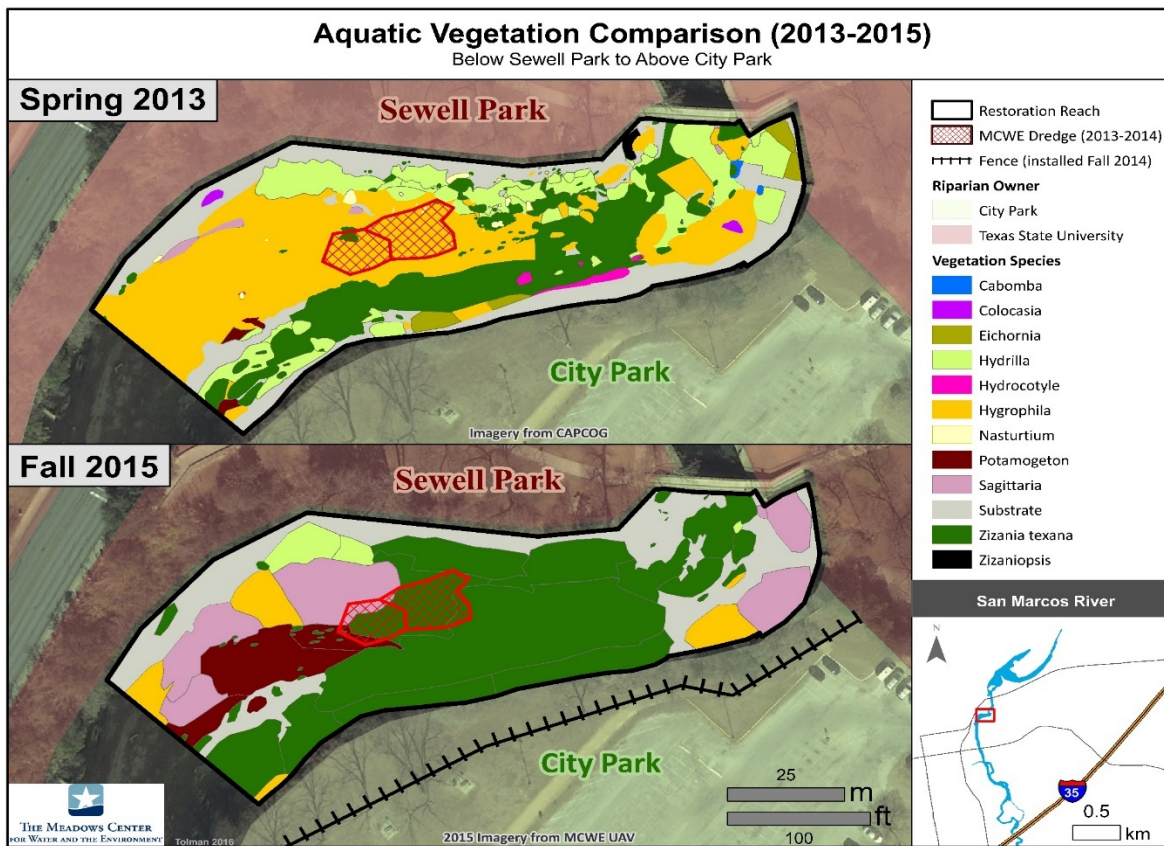 Aquatic Vegetation Comparison (2013-2015)
Below Sewell Park to Above City Park
Spring 2013
Sewell Park
City Park
Imagery from CAPCOG
Fall 2015
Sewell Park
City Park
25
m
ft
100
THE MEADOWS CENTER
FOR WATER AND THE ENVIRONMENT
Tolman 2016
2015 Imagery from MCWE UAV
Restoration Reach
MCWE Dredge (2013-2014)
Fence (installed Fall 2014)
Riparian Owner
City Park
Texas State University
Vegetation Species
Cabomba
Colocasia
Eichornia
Hydrilla
Hydrocotyle
Hygrophila
Nasturtium
Potamogeton
Sagittaria
Substrate
Zizania texana
Zizaniopsis
San Marcos River
N
35
0.5
km